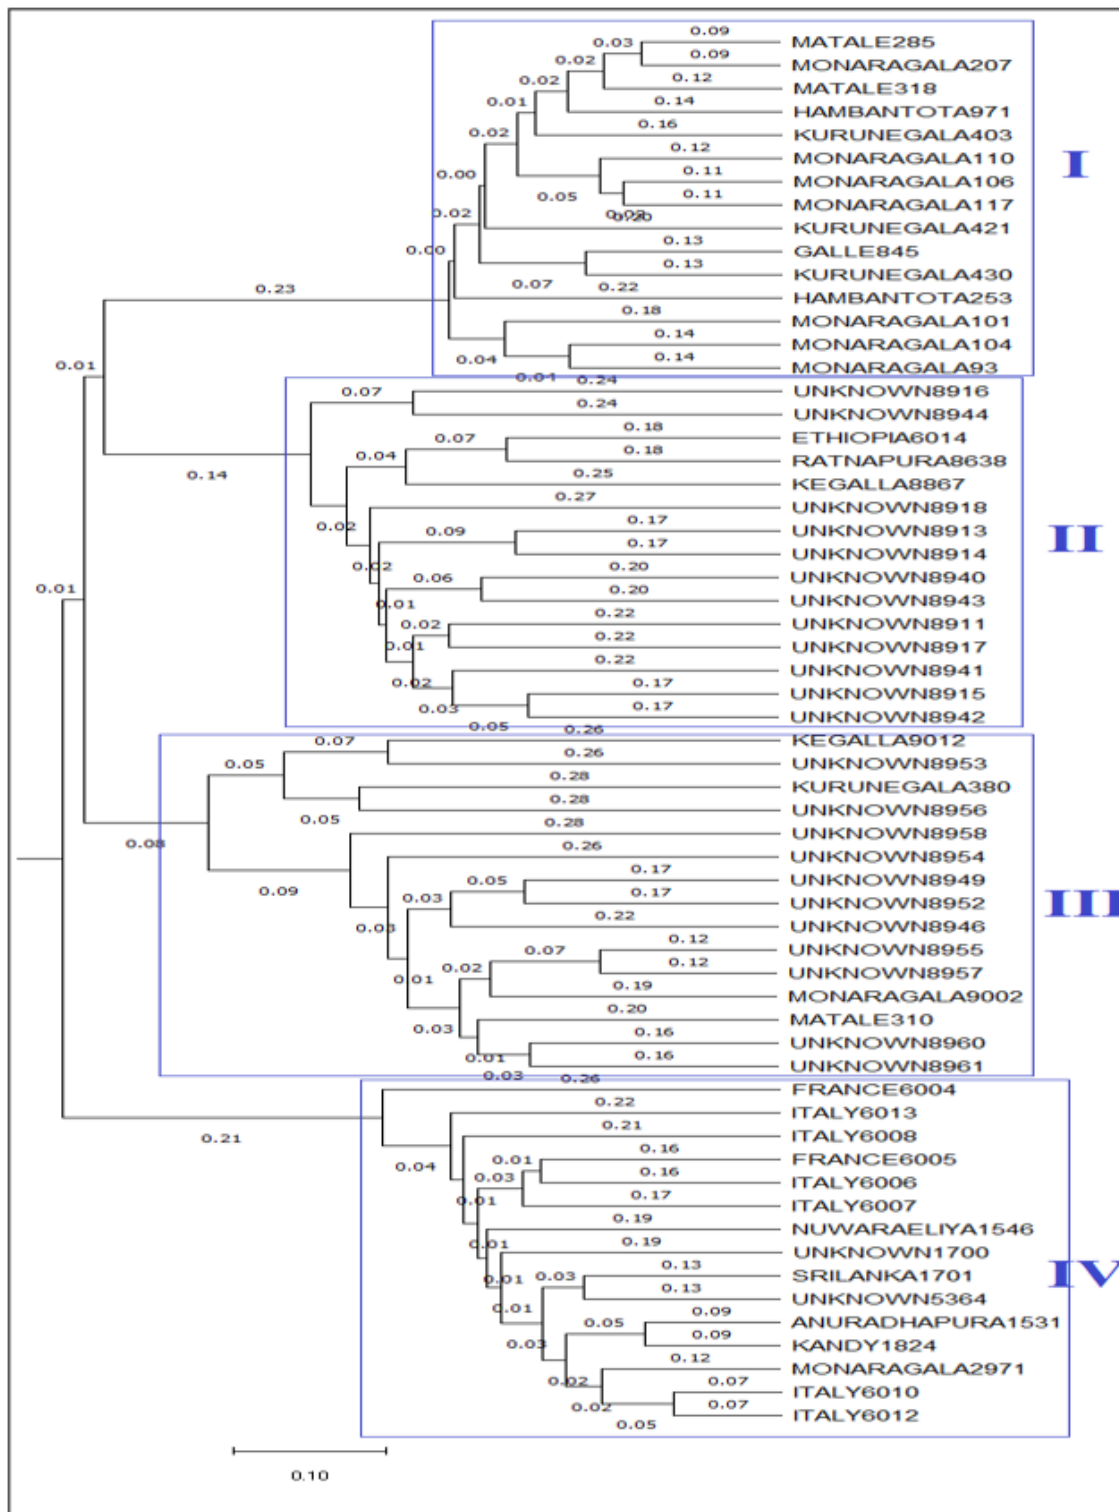 0.09
0.03
MATALE285
0.09
0.02
MONARAGALA207
0.12
0.02
MATALE318
0.14
0.01
HAMBANTOTA971
0.16
0.02
KURUNEGALA403
0.12
MONARAGALA110
0.11
0.00
MONARAGALA106
0.11
0.05
MONARAGALA117
0.02
0.20
0.02
KURUNEGALA421
0.13
0.00
GALLE845
0.13
KURUNEGALA430
0.23
0.07
0.22
HAMBANTOTA253
0.18
MONARAGALA101
0.14
MONARAGALA104
0.14
0.04
0.01
MONARAGALA93
I
0.04
0.24
0.07
UNKNOWN8916
0.24
UNKNOWN8944
0.18
0.07
ETHIOPIA6014
0.18
0.04
RATNAPURA8638
0.25
0.14
KEGALLA8867
0.27
UNKNOWN8918
0.17
0.02
0.09
UNKNOWN8913
0.17
UNKNOWN8914
II
0.02
0.20
0.06
UNKNOWN8940
0.20
0.01
0.01
UNKNOWN8943
0.22
0.02
UNKNOWN8911
0.22
0.01
UNKNOWN8917
0.22
0.02
UNKNOWN8941
0.17
UNKNOWN8915
0.17
0.03
UNKNOWN8942
0.05
0.26
0.07
KEGALLA9012
0.26
0.05
UNKNOWN8953
0.28
KURUNEGALA380
0.28
UNKNOWN8956
0.05
0.28
UNKNOWN8958
0.08
0.26
UNKNOWN8954
0.17
0.09
0.05
UNKNOWN8949
0.17
0.03
UNKNOWN8952
III
0.22
0.03
UNKNOWN8946
0.12
0.07
UNKNOWN8955
0.12
0.02
0.01
UNKNOWN8957
0.19
MONARAGALA9002
0.20
MATALE310
0.03
0.16
UNKNOWN8960
0.16
0.01
UNKNOWN8961
0.03
0.26
FRANCE6004
0.22
ITALY6013
0.21
0.21
ITALY6008
0.16
0.04
0.01
FRANCE6005
0.16
0.03
ITALY6006
0.17
0.01
ITALY6007
0.19
NUWARAELIYA1546
0.19
0.01
UNKNOWN1700
0.13
0.01
0.03
SRILANKA1701
IV
0.13
UNKNOWN5364
0.01
0.09
0.05
ANURADHAPURA1531
0.09
0.03
KANDY1824
0.12
MONARAGALA2971
0.07
0.02
ITALY6010
0.07
0.02
ITALY6012
0.05
0.10